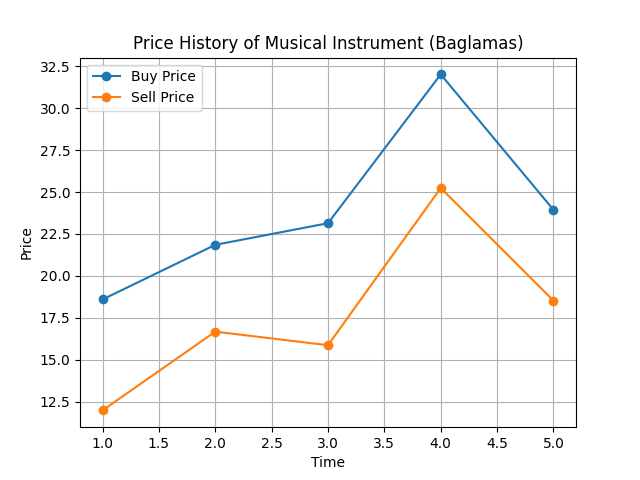 Price History of Musical Instrument (Baglamas)
Buy Price
Sell Price
Price
32.5
30.0
27.5
25.0
22.5
20.0
17.5
15.0
12.5
1.0 1.5 2.0 2.5 3.0 3.5 4.0 4.5 5.0
Time